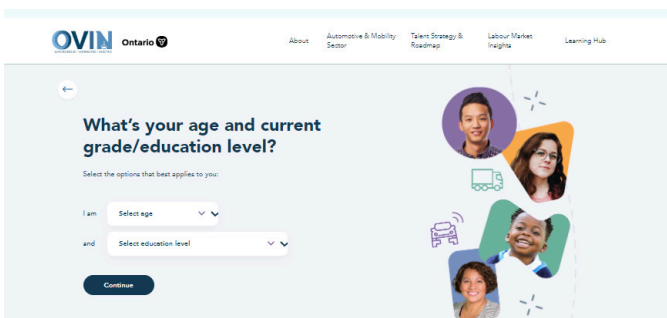 OVIN Ontario
About
Automotive & Mobility
Sector
Talent Strategy &
Roadmap
Labour Market
Insights
Learning Hub
What's your age and current
grade/education level?
Select the options that best applies to you:
I am Select age
and Select education level
Continue